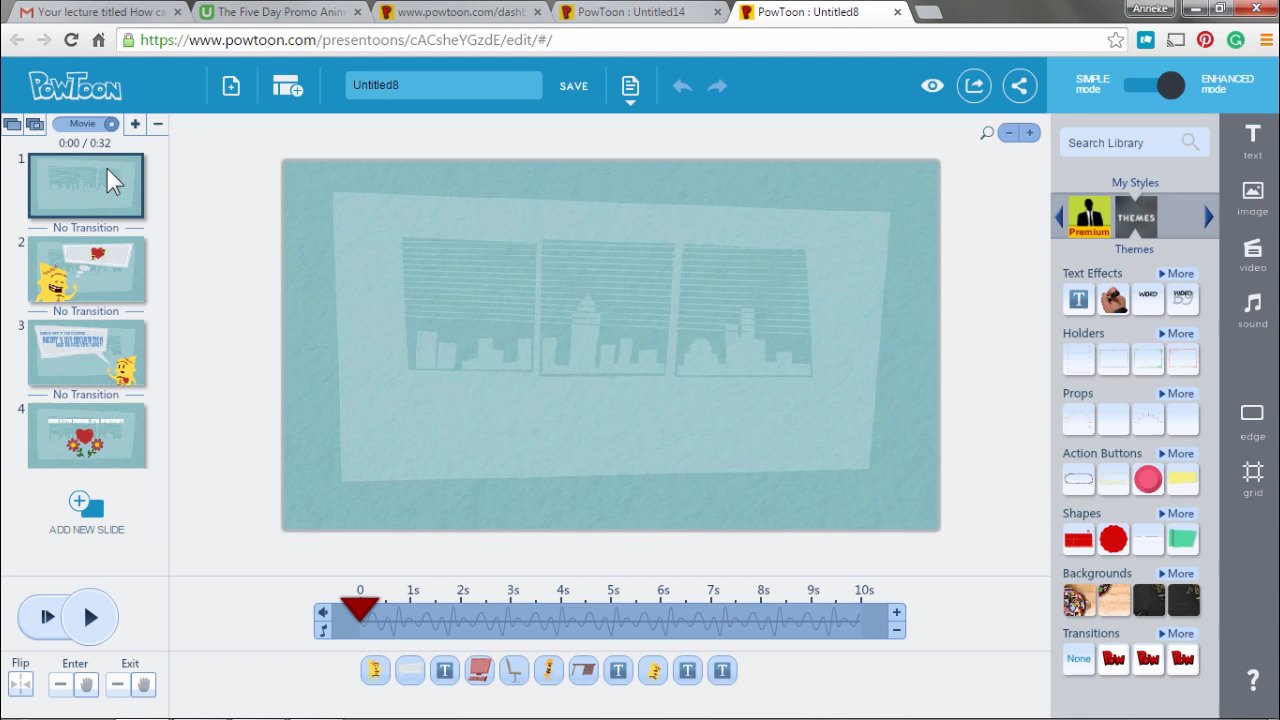 Your lecture titled How ca
The Five Day Promo Anim
www.powtoon.com/dashb
PowToon : Untitled14
PowToon : Untitled8
Anneke
https://www.powtoon.com/presentoons/cACsheYGzdE/edit/#/
POWTOON
Untitled8
SAVE
SIMPLE mode
ENHANCED mode
Movie
0:00 / 0:32
1
No Transition
2
No Transition
3
No Transition
4
ADD NEW SLIDE
Flip
Enter
Exit
0 1s 2s 3s 4s 5s 6s 7s 8s 9s 10s
T T T T
Search Library
My Styles
Premium
THEMES
Themes
Text Effects More
T WORD WORD
Holders More
Props More
Action Buttons More
Shapes More
Backgrounds More
Transitions More
None POW POW POW
T
text
image
video
sound
edge
grid
?